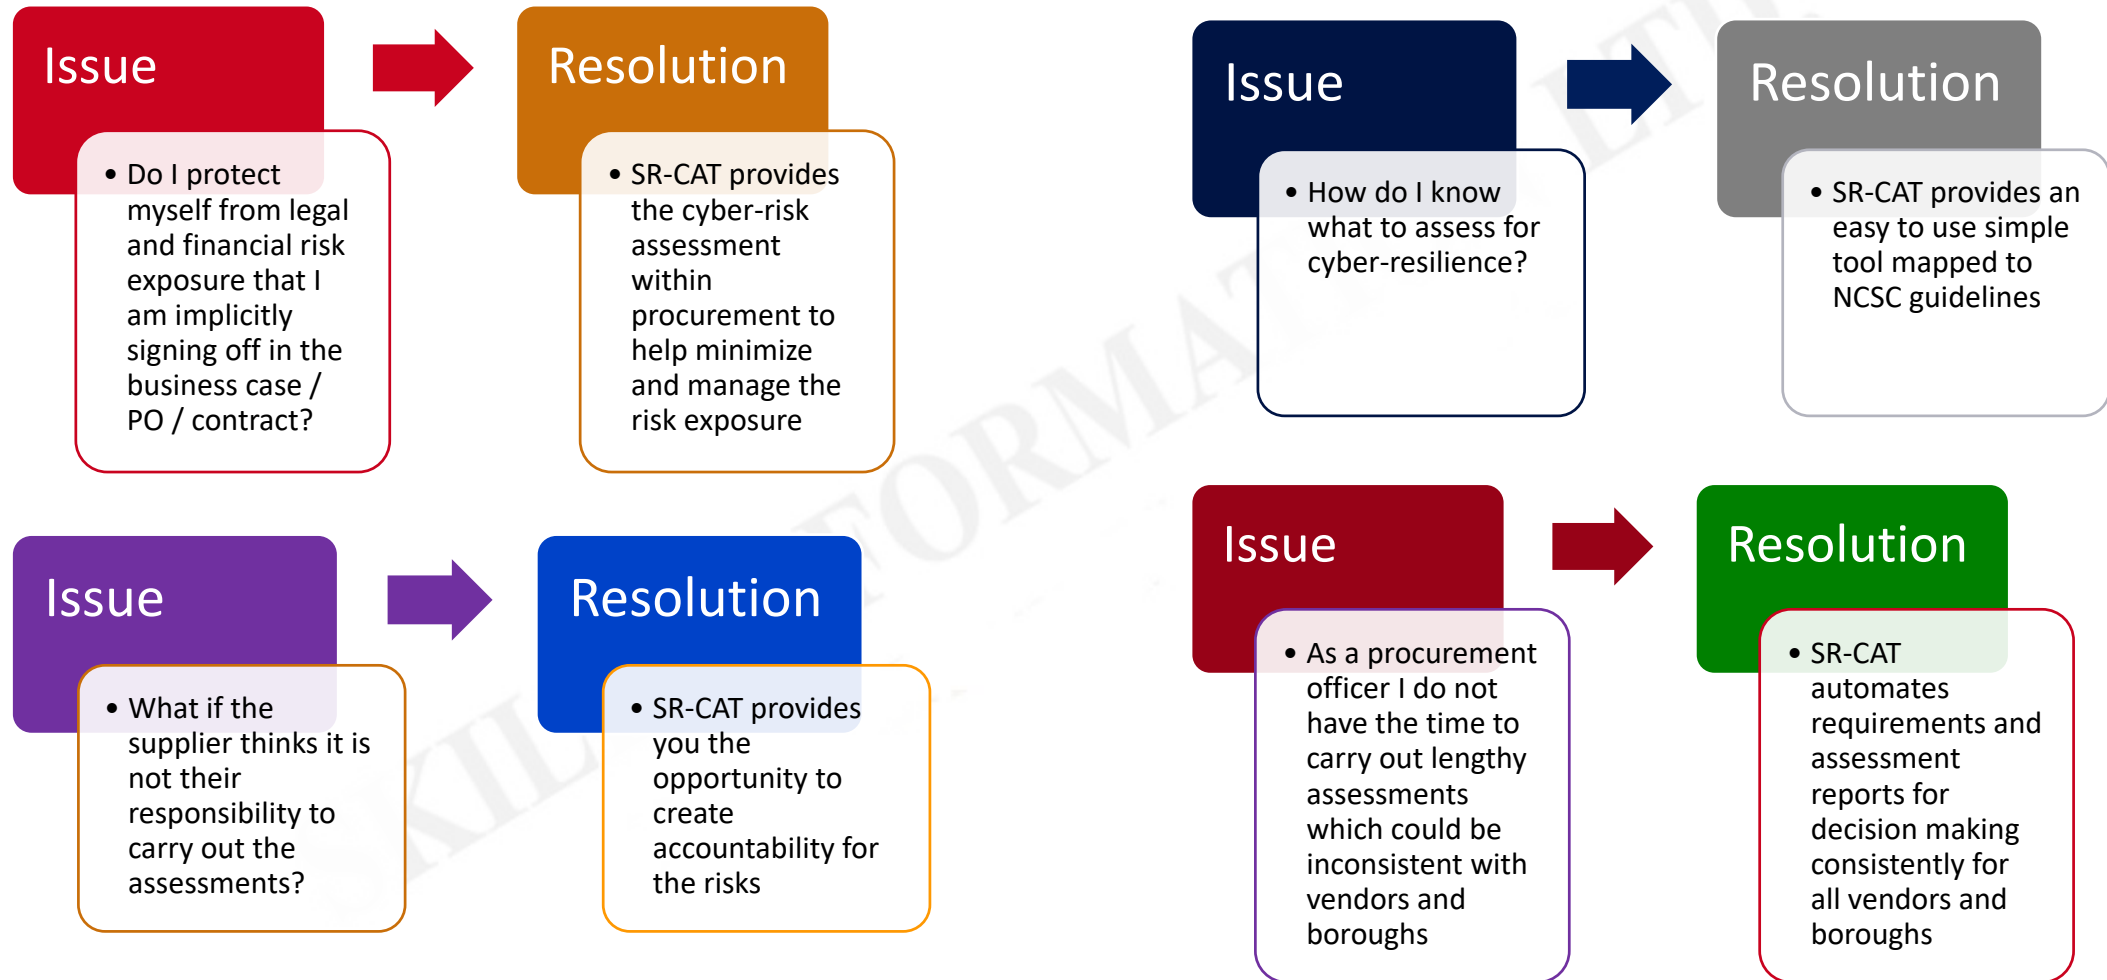 Issue
• Do I protect
myself from legal
and financial risk
exposure that I
am implicitly
signing off in the
business case /
PO / contract?
Resolution
• SR-CAT provides
the cyber-risk
assessment
within
procurement to
help minimize
and manage the
risk exposure
Issue
• How do I know
what to assess for
cyber-resilience?
Resolution
• SR-CAT provides an
easy to use simple
tool mapped to
NCSC guidelines
Issue
• What if the
supplier thinks it is
not their
responsibility to
carry out the
assessments?
Resolution
• SR-CAT provides
you the
opportunity to
create
accountability for
the risks
Issue
• As a procurement
officer I do not
have the time to
carry out lengthy
assessments
which could be
inconsistent with
vendors and
boroughs
Resolution
• SR-CAT
automates
requirements and
assessment
reports for
decision making
consistently for
all vendors and
boroughs